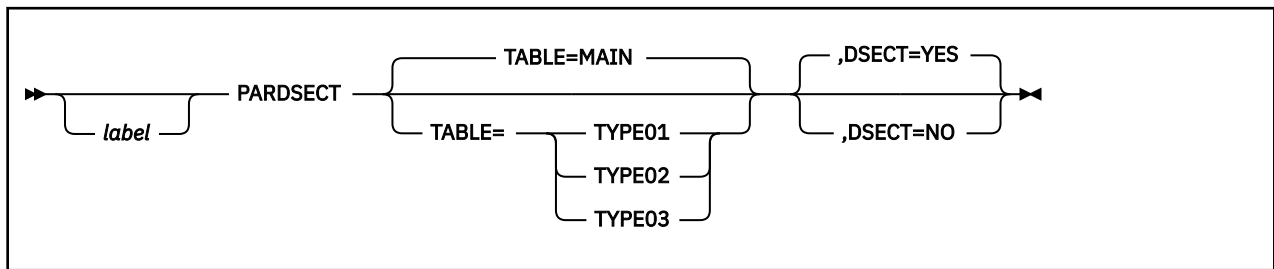 TABLE=MAIN ,DSECT=YES
PARDSECT
label TABLE= TYPE01 ,DSECT=NO
TYPE02
TYPE03